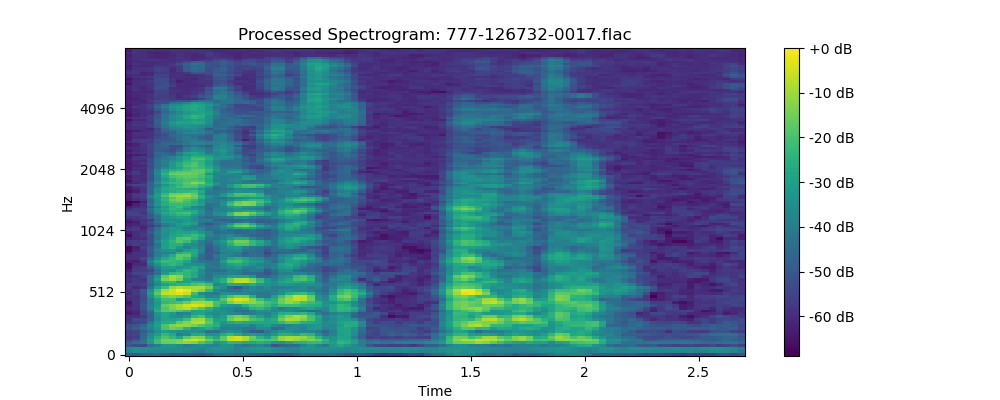 Processed Spectrogram: 777-126732-0017.flac
Hz
4096
2048
1024
512
0
0
0.5
1
1.5
2
2.5
Time
+0 dB
-10 dB
-20 dB
-30 dB
-40 dB
-50 dB
-60 dB